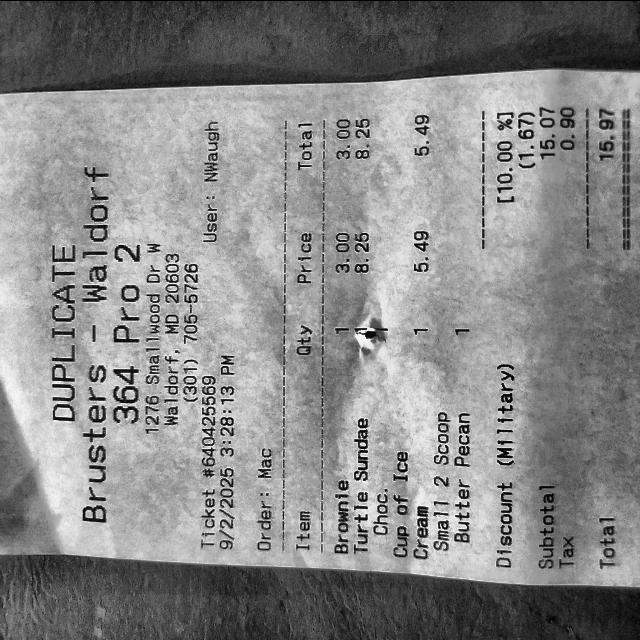 DUPLICATE
Brusters - Waldorf
364 Pro 2
1276 Smallwood Dr W
Waldorf, MD 20603
(301) 705-5726
Ticket #640425569 User: NWaugh
9/2/2025 3:28:13 PM
Order: Mac
Item Qty Price Total
Brownie 1 3.00 3.00
Turtle Sundae 8.25 8.25
Choc.
Cup of Ice
Cream 1 5.49 5.49
Small 2 Scoop
Butter Pecan 1
Discount (Military) [10.00 %]
(1.67)
Subtotal 15.07
Tax 0.90
Total 15.97